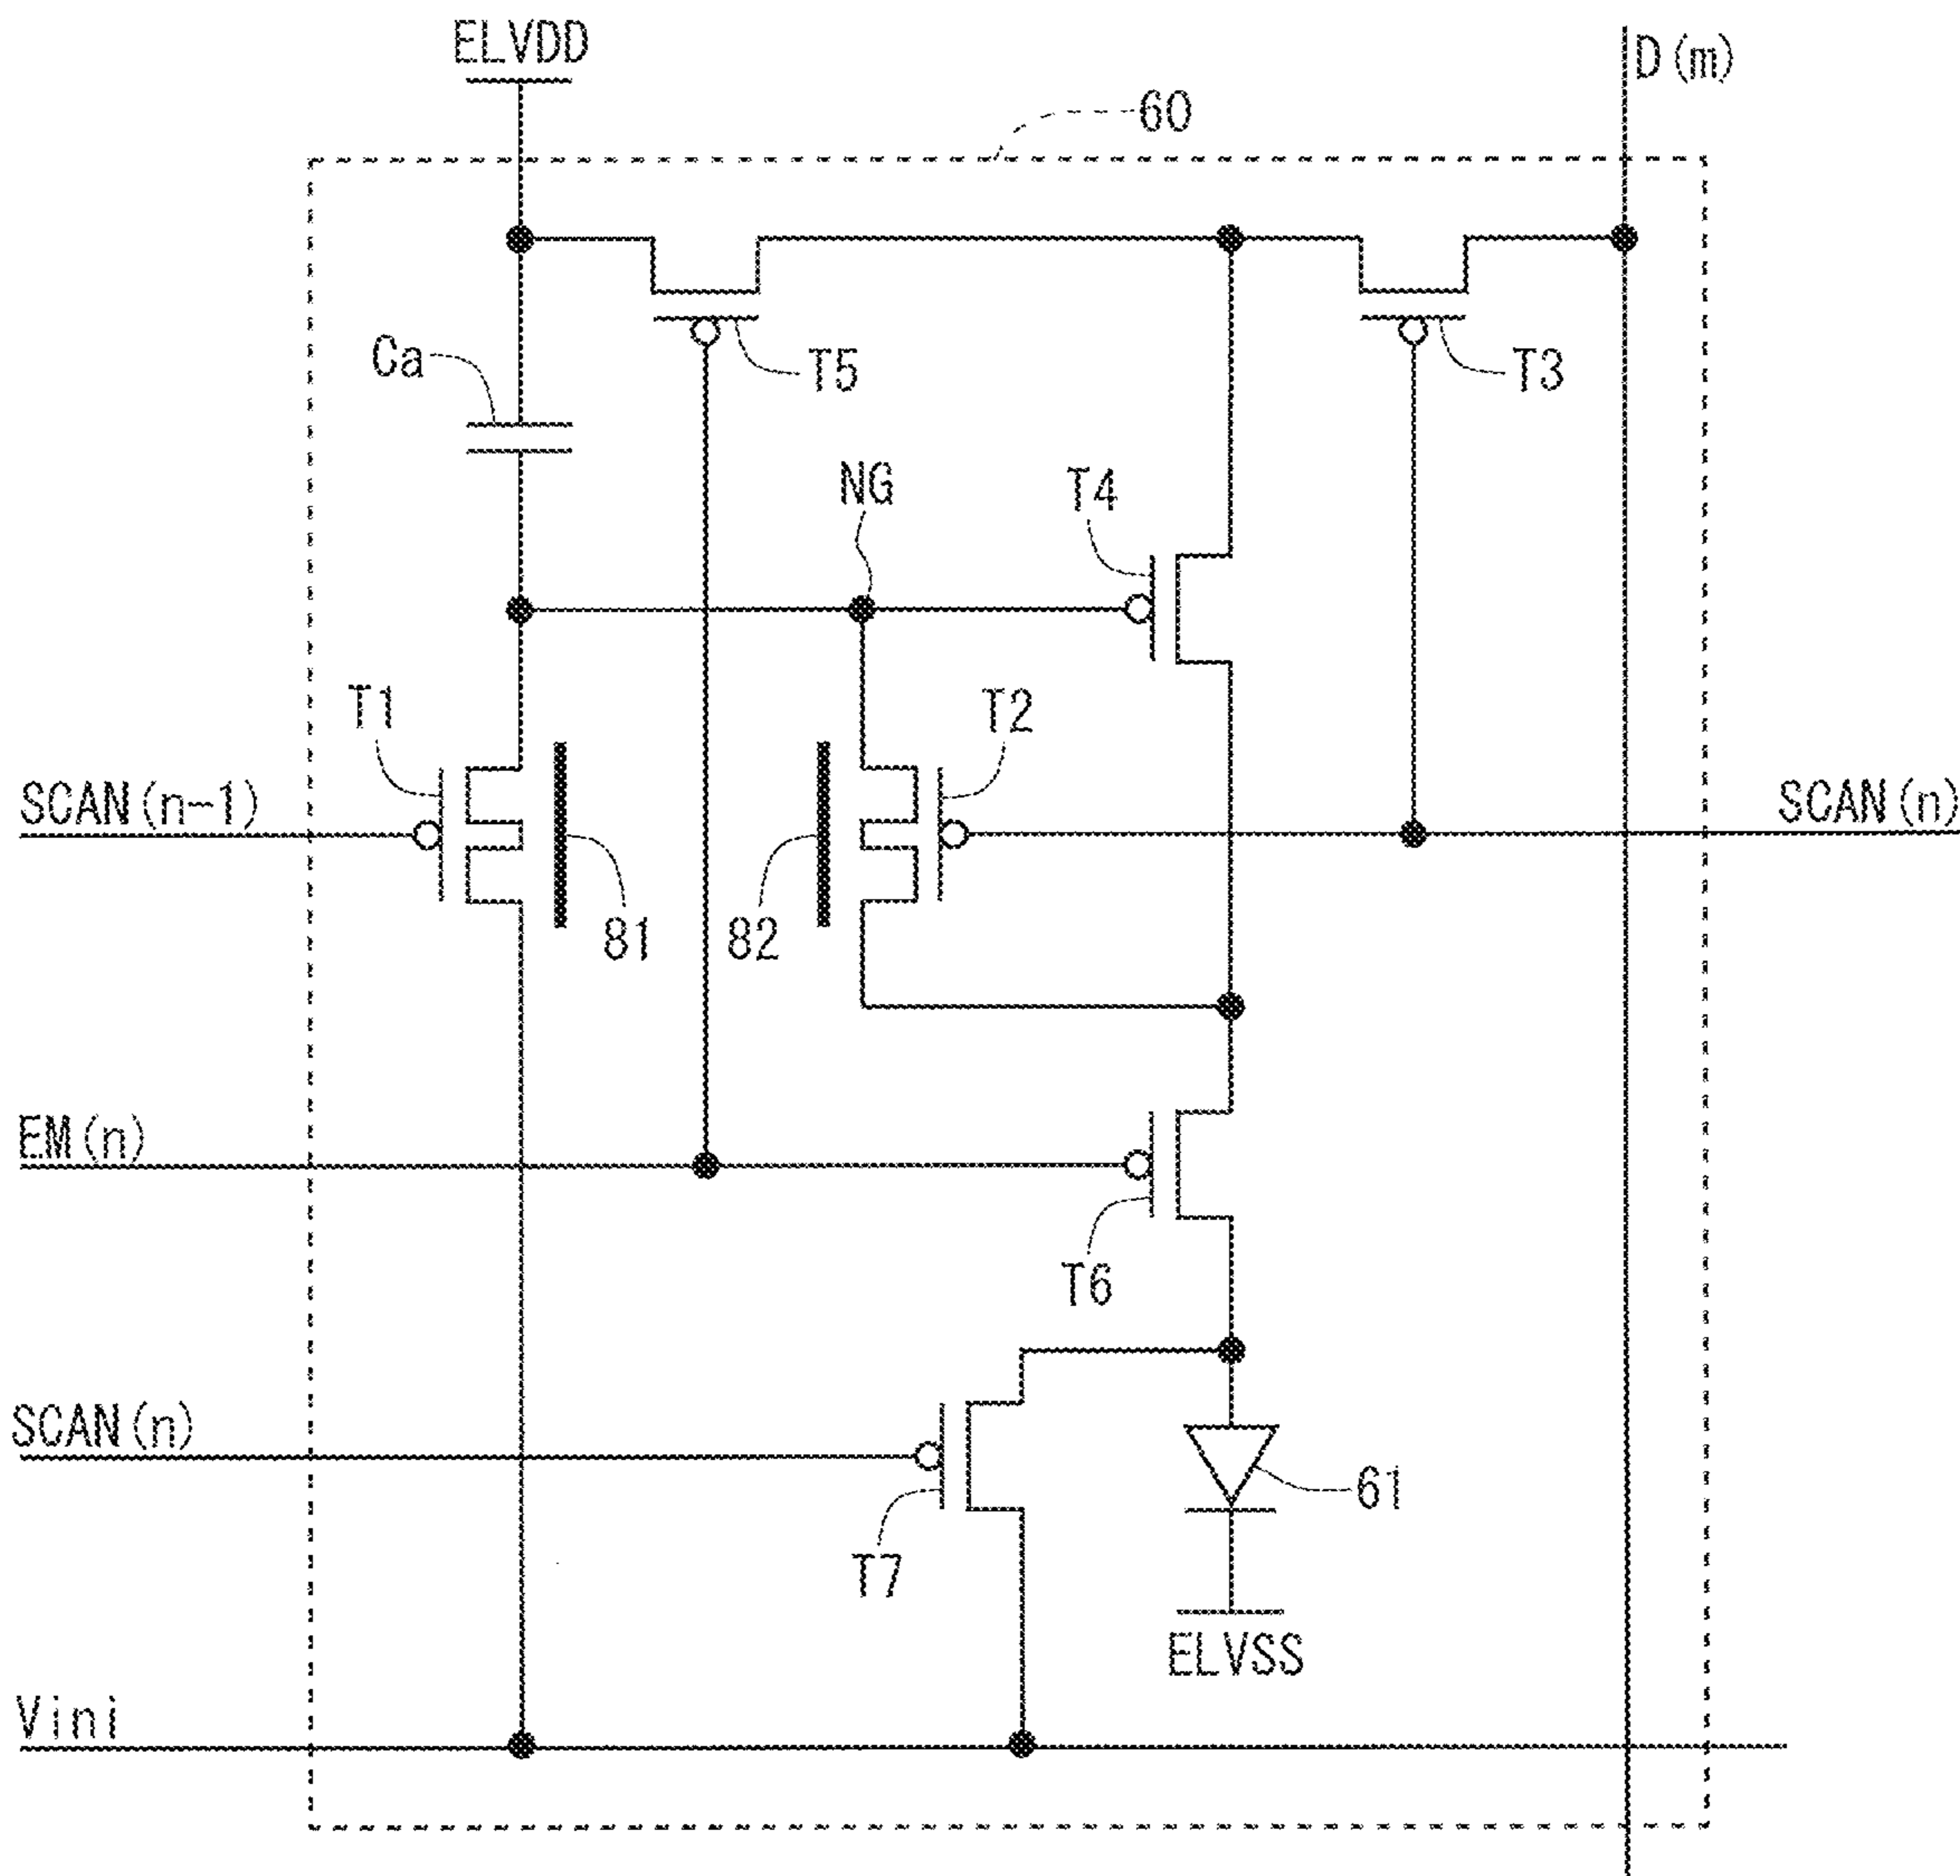 ELVDD
D(m)
60
Ca
T5
T3
NG
T4
T1
T2
SCAN(n-1)
SCAN(n)
81
82
EM(n)
T6
SCAN(n)
61
T7
ELVSS
Vini